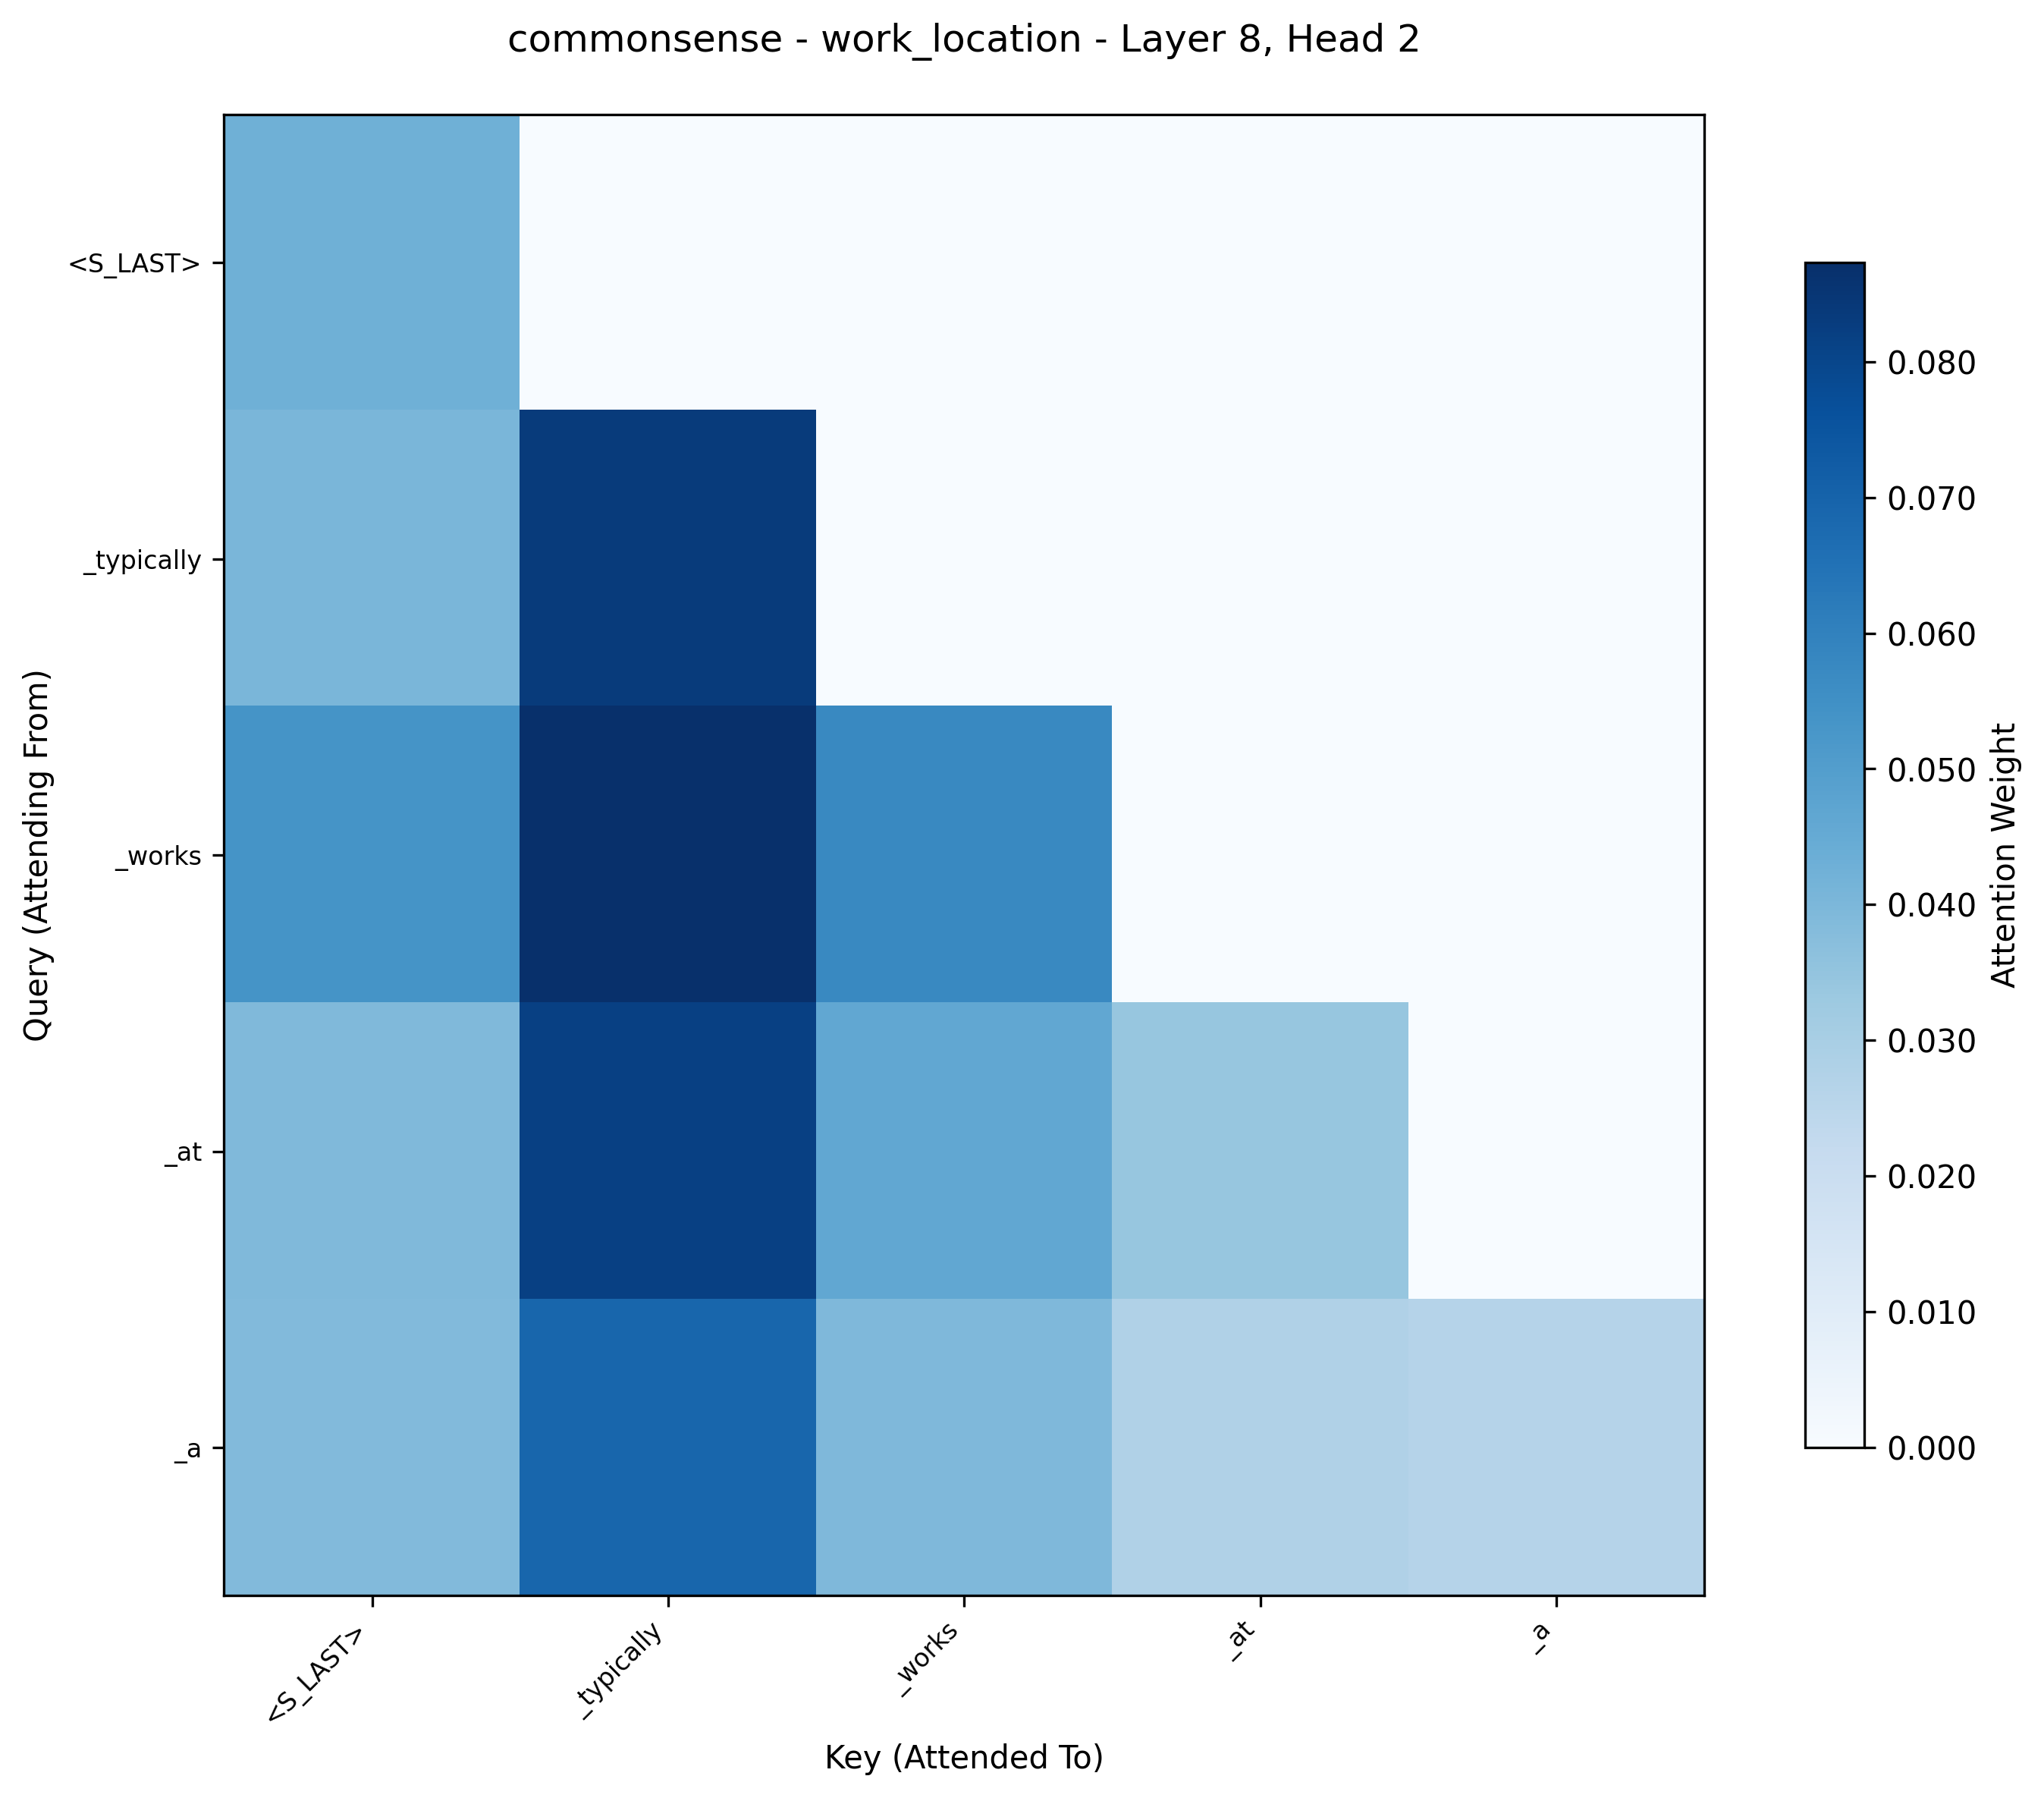 commonsense - work_location - Layer 8, Head 2
Query (Attending From)
<S_LAST>
_typically
_works
_at
_a
<S_LAST>
_typically
_works
_at
_a
Key (Attended To)
0.080
0.070
0.060
0.050
0.040
0.030
0.020
0.010
0.000
Attention Weight